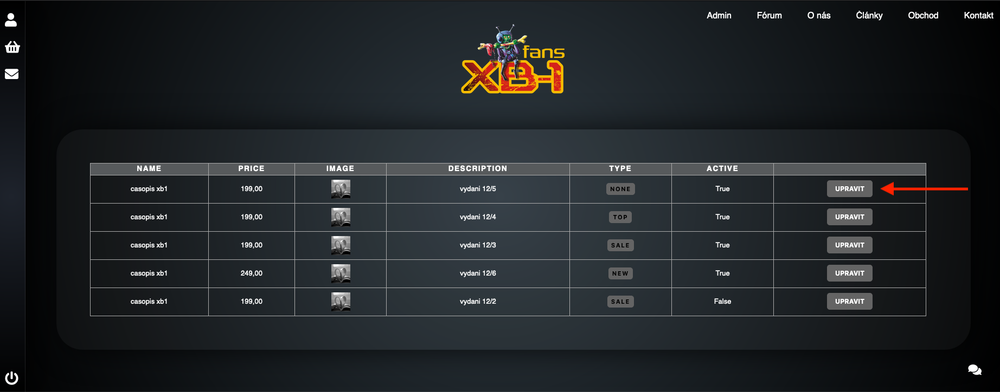 Admin Fórum O nás Články Obchod Kontakt
fans
XB-1
NAME PRICE IMAGE DESCRIPTION TYPE ACTIVE
casopis xb1 199,00 vydani 12/5 NONE True UPRAVIT
casopis xb1 199,00 vydani 12/4 TOP True UPRAVIT
casopis xb1 199,00 vydani 12/3 SALE True UPRAVIT
casopis xb1 249,00 vydani 12/6 NEW True UPRAVIT
casopis xb1 199,00 vydani 12/2 SALE False UPRAVIT